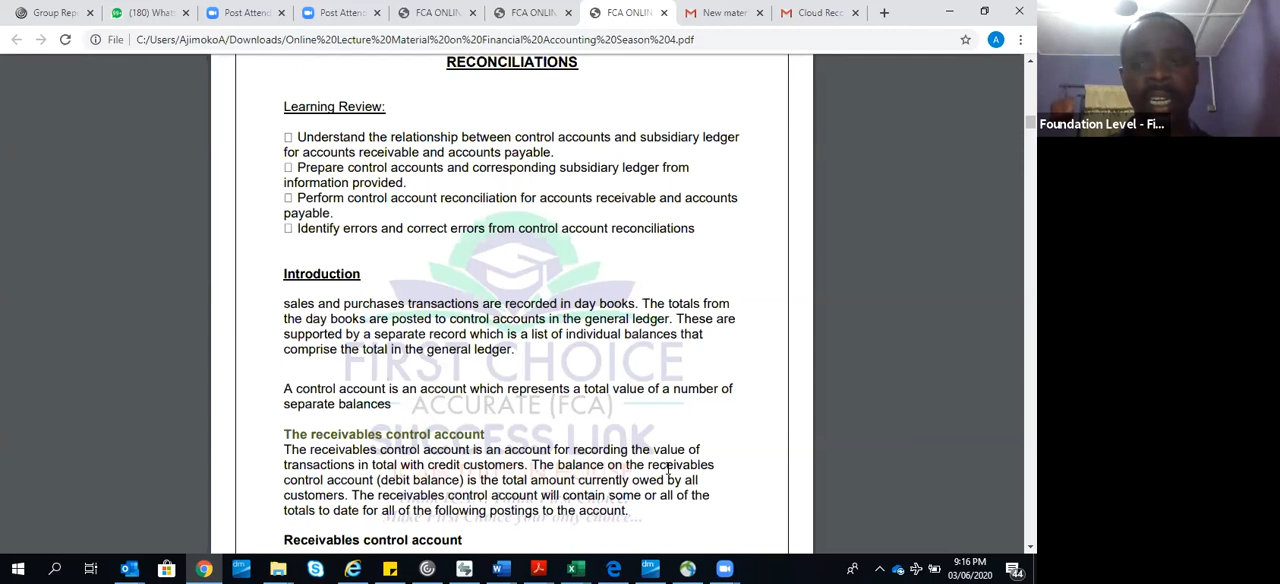 Group Rep
(180) Whats
Post Attend
Post Atten
FCA ONLIN
FCA ONLIN
FCA ONLIN
New mater
Cloud Reco
File C:/Users/AjimokoA/Downloads/Online%20Lecture%20Material%20on%20Financial%20Accounting%20Season%204.pdf
A
RECONCILIATIONS
Learning Review:
Understand the relationship between control accounts and subsidiary ledger
for accounts receivable and accounts payable.
Prepare control accounts and corresponding subsidiary ledger from
information provided.
Perform control account reconciliation for accounts receivable and accounts
payable.
Identify errors and correct errors from control account reconciliations
Introduction
sales and purchases transactions are recorded in day books. The totals from
the day books are posted to control accounts in the general ledger. These are
supported by a separate record which is a list of individual balances that
comprise the total in the general ledger.
FIRST CHOICE
A control account is an account which represents a total value of a number of
separate balances
ACCURATE (FCA)
SUCCESS LINK
The receivables control account
The receivables control account is an account for recording the value of
transactions in total with credit customers. The balance on the receivables
control account (debit balance) is the total amount currently owed by all
customers. The receivables control account will contain some or all of the
totals to date for all of the following postings to the account.
Make First Choice your only choice...
Receivables control account
Foundation Level - Fi...
9:16 PM
03/06/2020
44